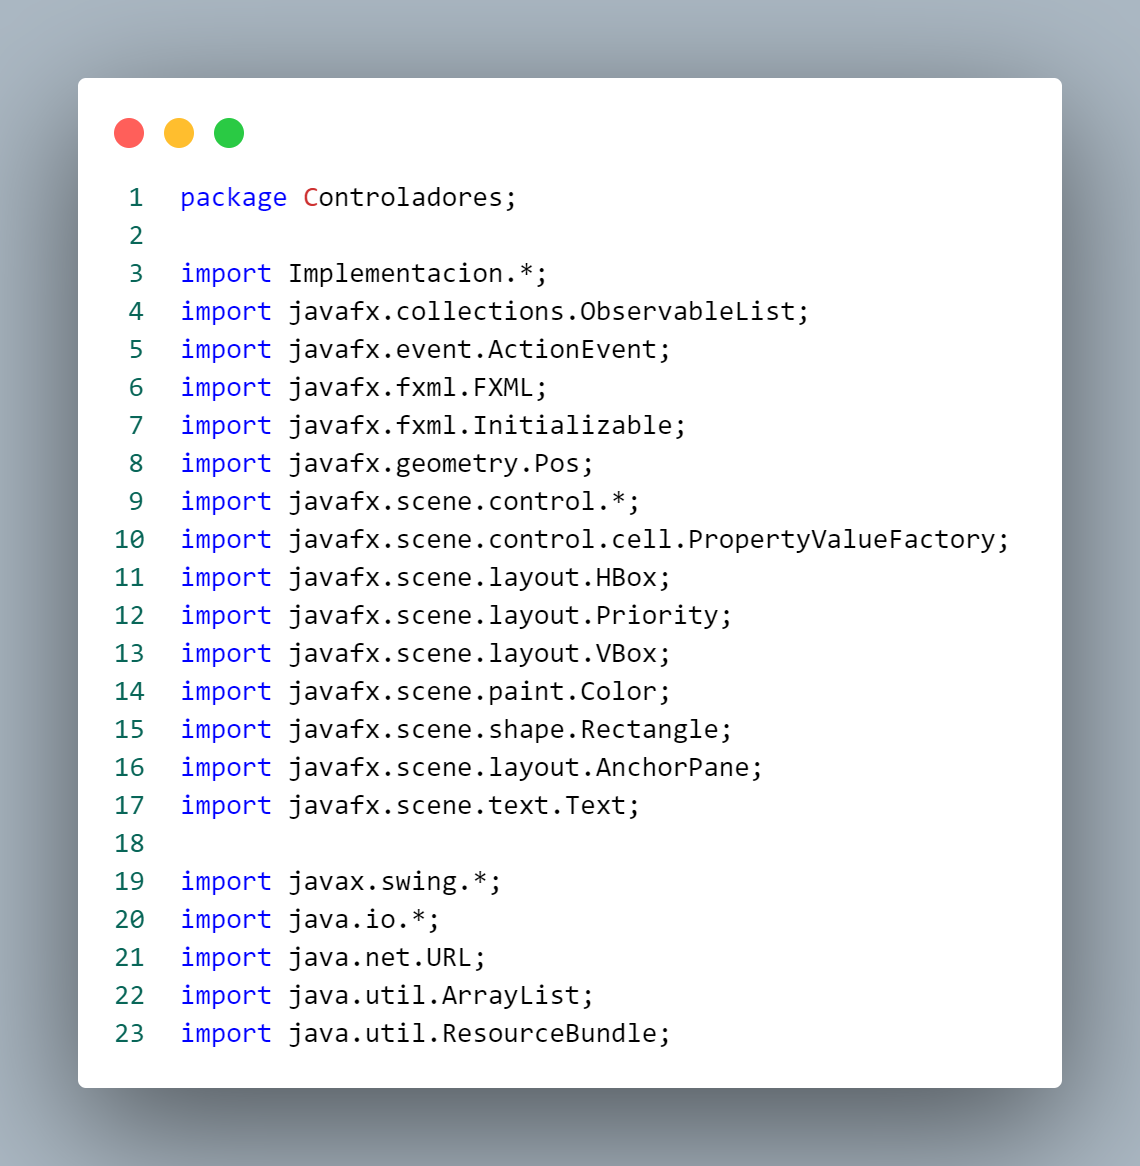 1 package Controladores;
2
3 import Implementacion.*;
4 import javafx.collections.ObservableList;
5 import javafx.event.ActionEvent;
6 import javafx.fxml.FXML;
7 import javafx.fxml.Initializable;
8 import javafx.geometry.Pos;
9 import javafx.scene.control.*;
10 import javafx.scene.control.cell.PropertyValueFactory;
11 import javafx.scene.layout.HBox;
12 import javafx.scene.layout.Priority;
13 import javafx.scene.layout.VBox;
14 import javafx.scene.paint.Color;
15 import javafx.scene.shape.Rectangle;
16 import javafx.scene.layout.AnchorPane;
17 import javafx.scene.text.Text;
18
19 import javax.swing.*;
20 import java.io.*;
21 import java.net.URL;
22 import java.util.ArrayList;
23 import java.util.ResourceBundle;